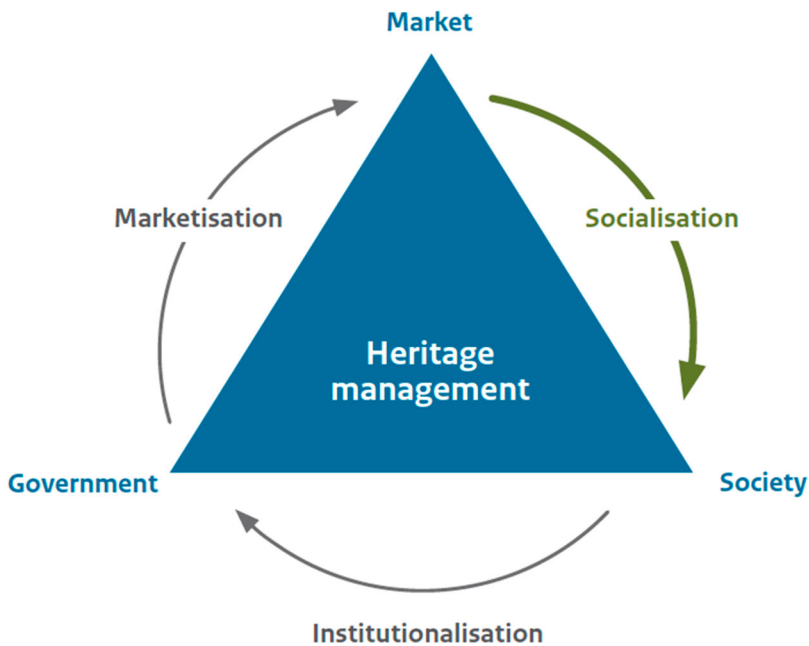 Market
Marketisation
Socialisation
Heritage
management
Government
Society
Institutionalisation